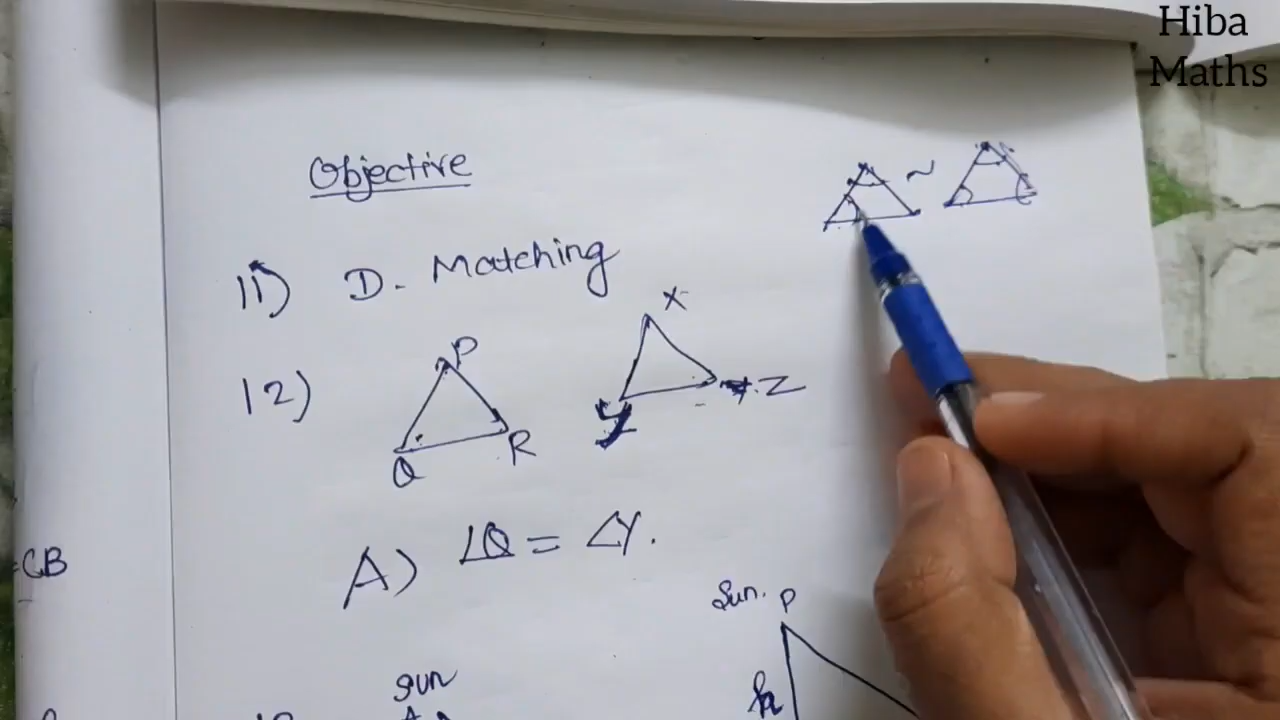 Hiba
Maths
Objective
11) D. Matching
12)
P
Q
R
X
Y
Z
A) ∠Q = ∠Y.
CB
Sun. P
h
sun
A